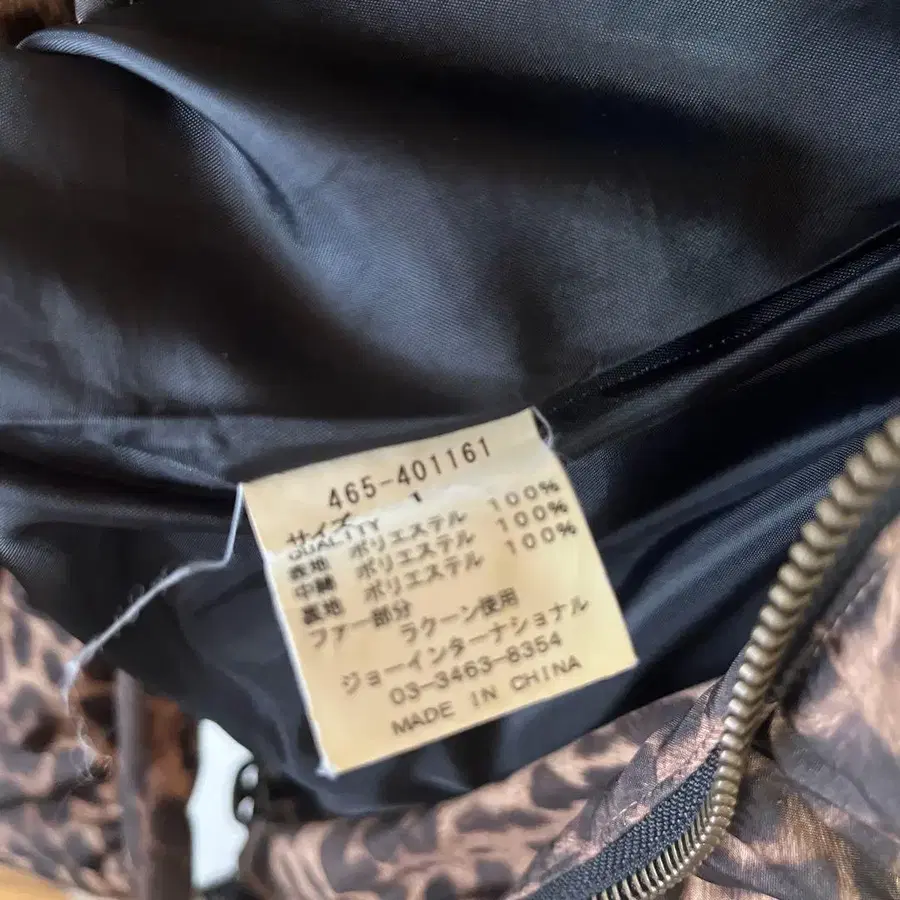 465-401161
サイズ 1
QUALITY
表地 ポリエステル 100%
中綿 ポリエステル 100%
裏地 ポリエステル 100%
ファー部分
ラクーン使用
ジョーインターナショナル
03-3463-8354
MADE IN CHINA